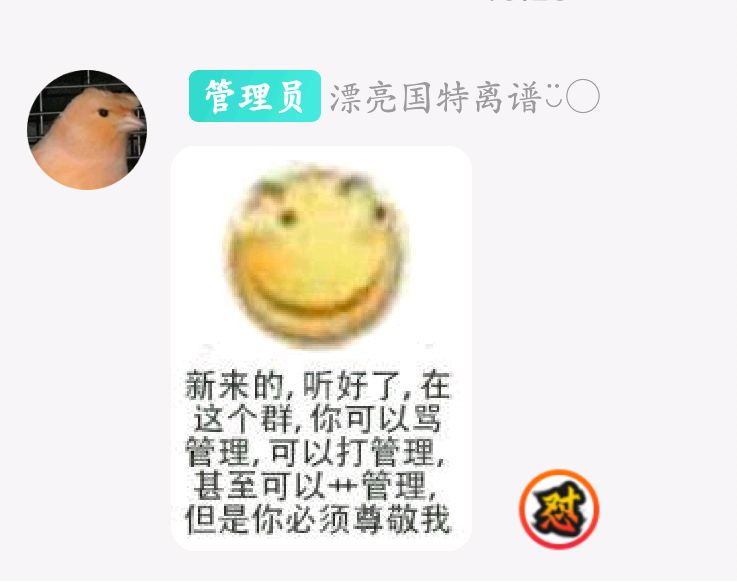 管理员 漂亮国特离谱
新来的,听好了,在
这个群,你可以骂
管理,可以打管理,
甚至可以艹管理,
但是你必须尊敬我
怼